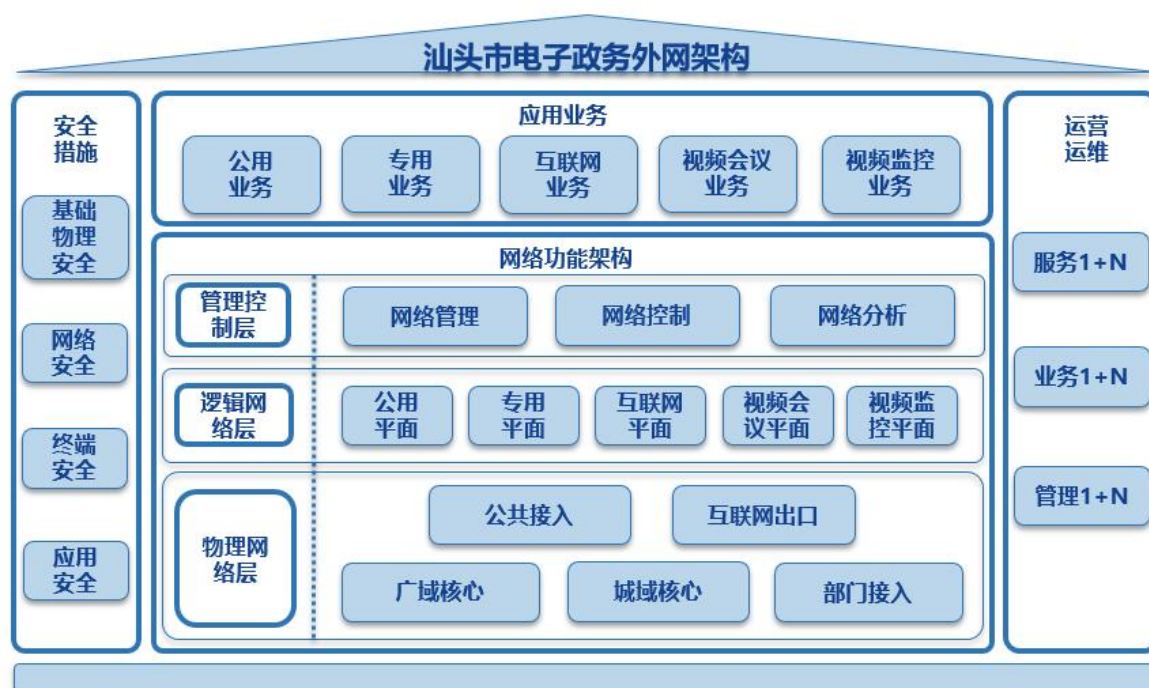 汕头市电子政务外网架构
安全
措施
基础
物理
安全
网络
安全
终端
安全
应用
安全
应用业务
公用
业务
专用
业务
互联网
业务
视频会议
业务
视频监控
业务
网络功能架构
管理控
制层
网络管理
网络控制
网络分析
逻辑网
络层
公用
平面
专用
平面
互联网
平面
视频会
议平面
视频监
控平面
物理网
络层
公共接入
互联网出口
广域核心
城域核心
部门接入
运营
运维
服务1+N
业务1+N
管理1+N